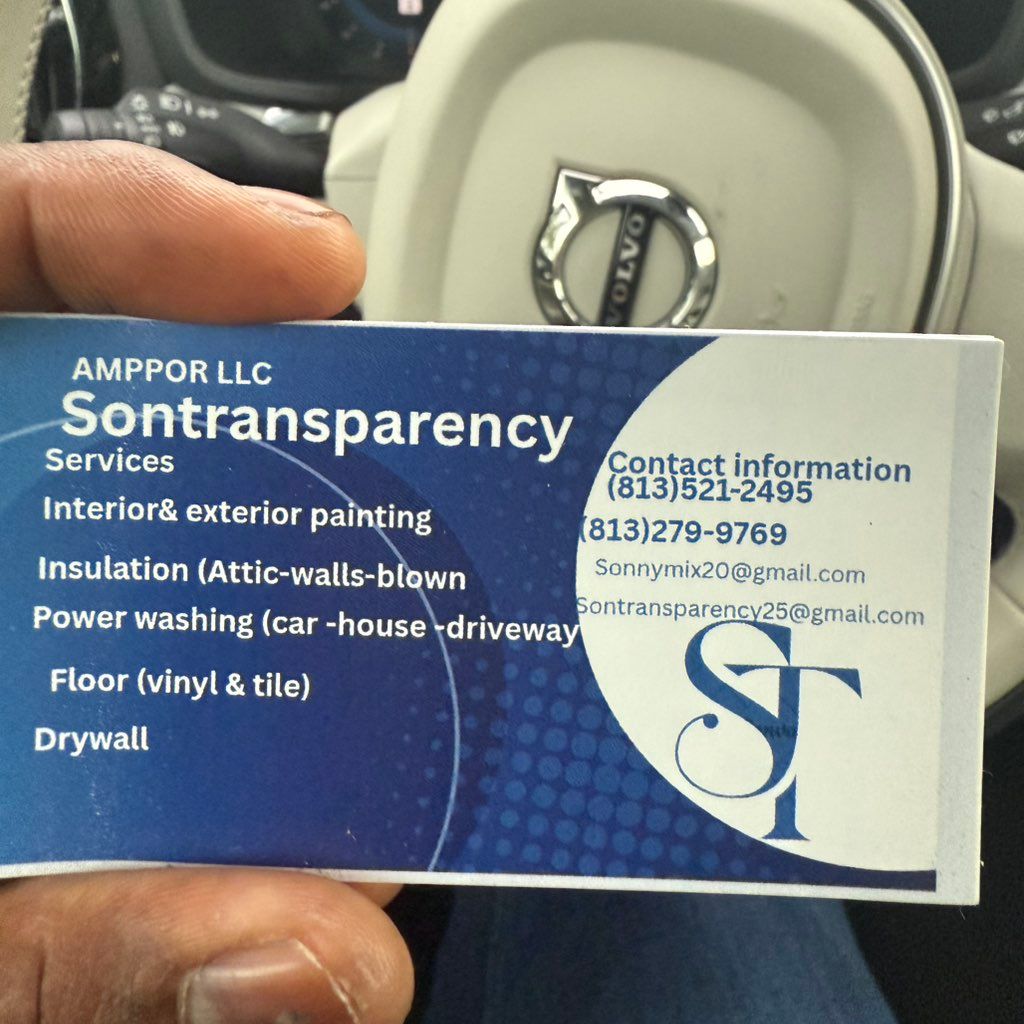 VOLVO
AMPPOR LLC
Sontransparency
Services
Interior& exterior painting
Insulation (Attic-walls-blown
Power washing (car -house -driveway
Floor (vinyl & tile)
Drywall
Contact information
(813)521-2495
(813)279-9769
Sonnymix20@gmail.com
Sontransparency25@gmail.com
ST